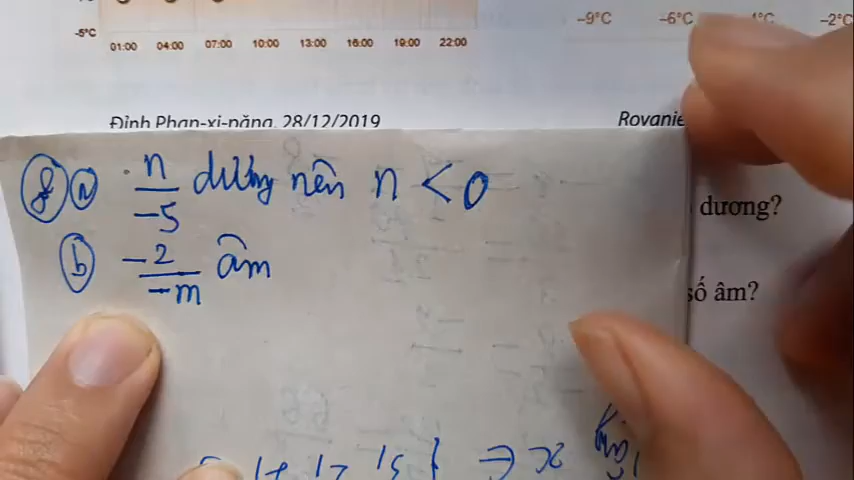 -9°C -6°C -4°C -2°C
-5°C
01:00 04:00 07:00 10:00 13:00 16:00 19:00 22:00
Đỉnh Phan-xi-păng, 28/12/2019 Rovanie
8 a n/-5 dương nên n < 0
dương?
b -2/-m âm
số âm?